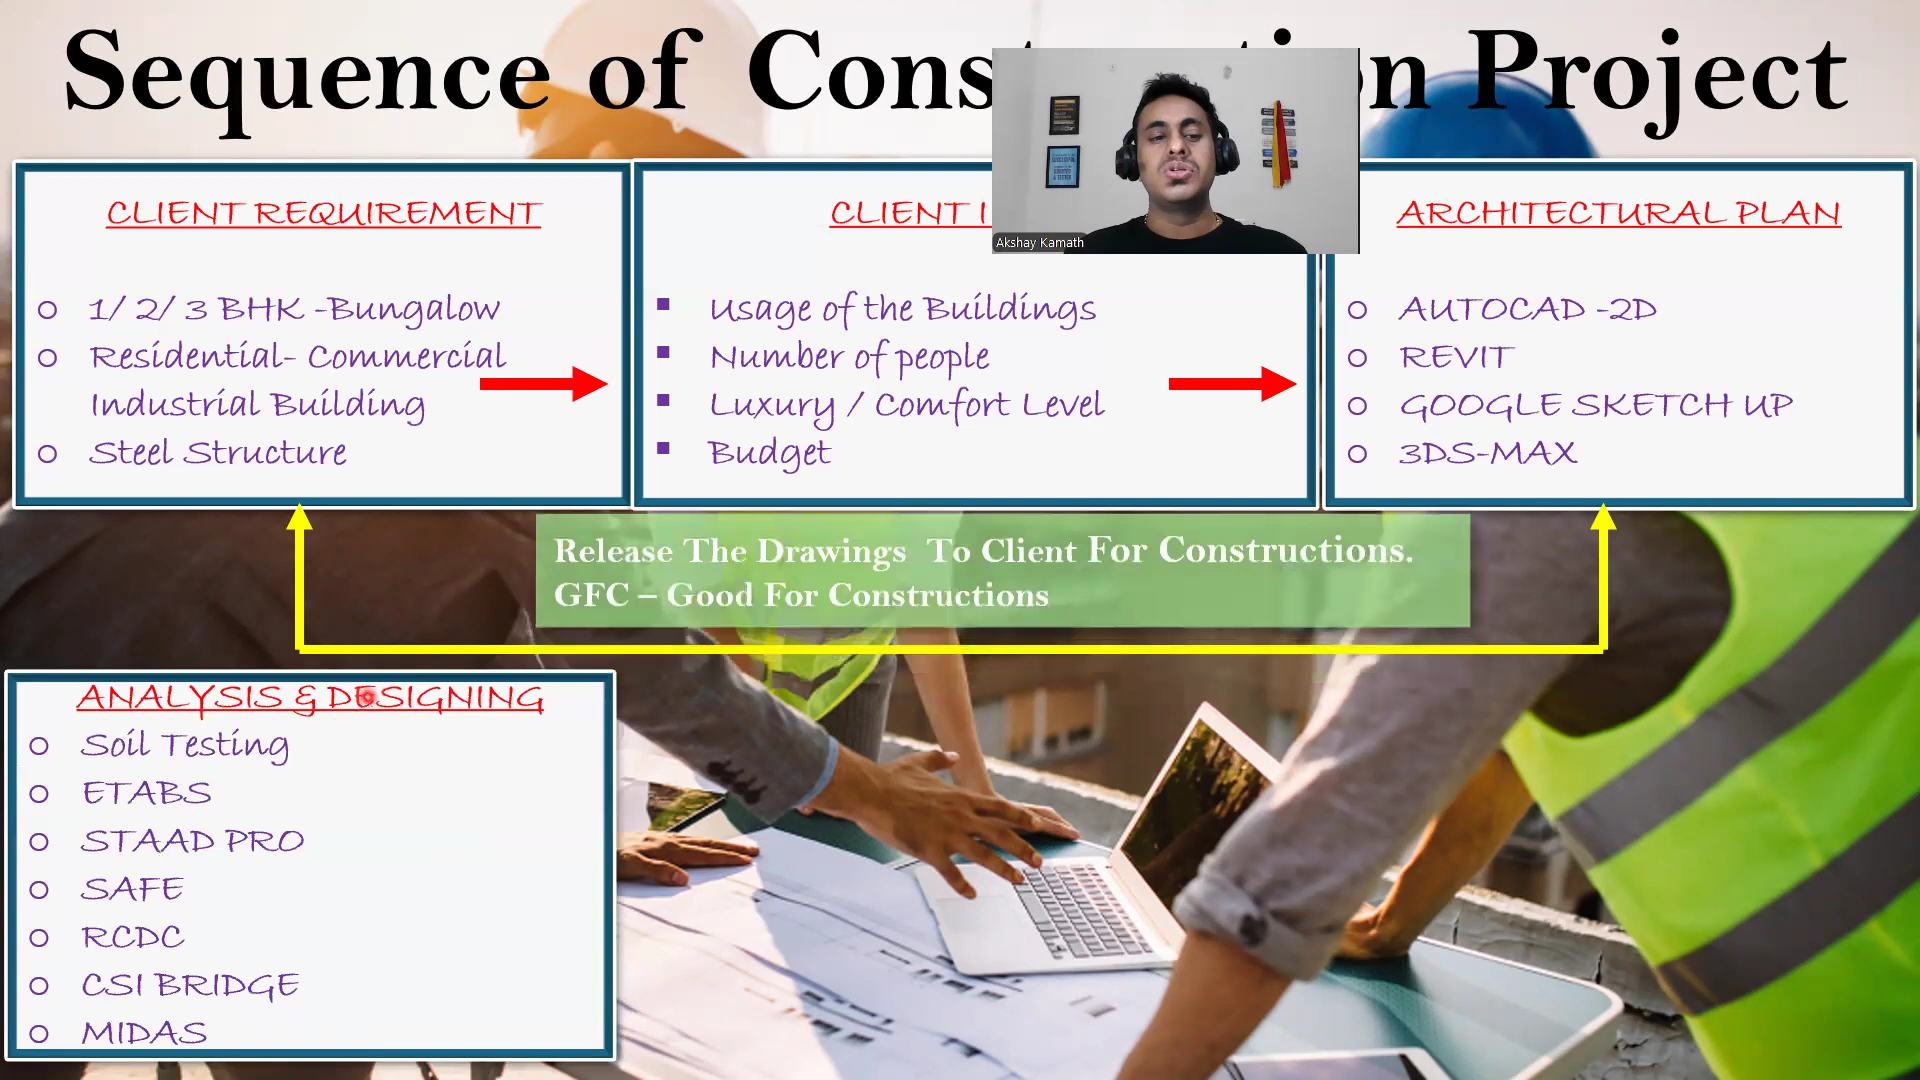 Sequence of Cons on Project
Akshay Kamath
CLIENT REQUIREMENT
1/ 2/ 3 BHK -Bungalow
Residential- Commercial
Industrial Building
Steel Structure
CLIENT
Usage of the Buildings
Number of people
Luxury / Comfort Level
Budget
ARCHITECTURAL PLAN
AUTOCAD -2D
REVIT
GOOGLE SKETCH UP
3DS-MAX
Release The Drawings To Client For Constructions.
GFC – Good For Constructions
ANALYSIS & DESIGNING
Soil Testing
ETABS
STAAD PRO
SAFE
RCDC
CSI BRIDGE
MIDAS